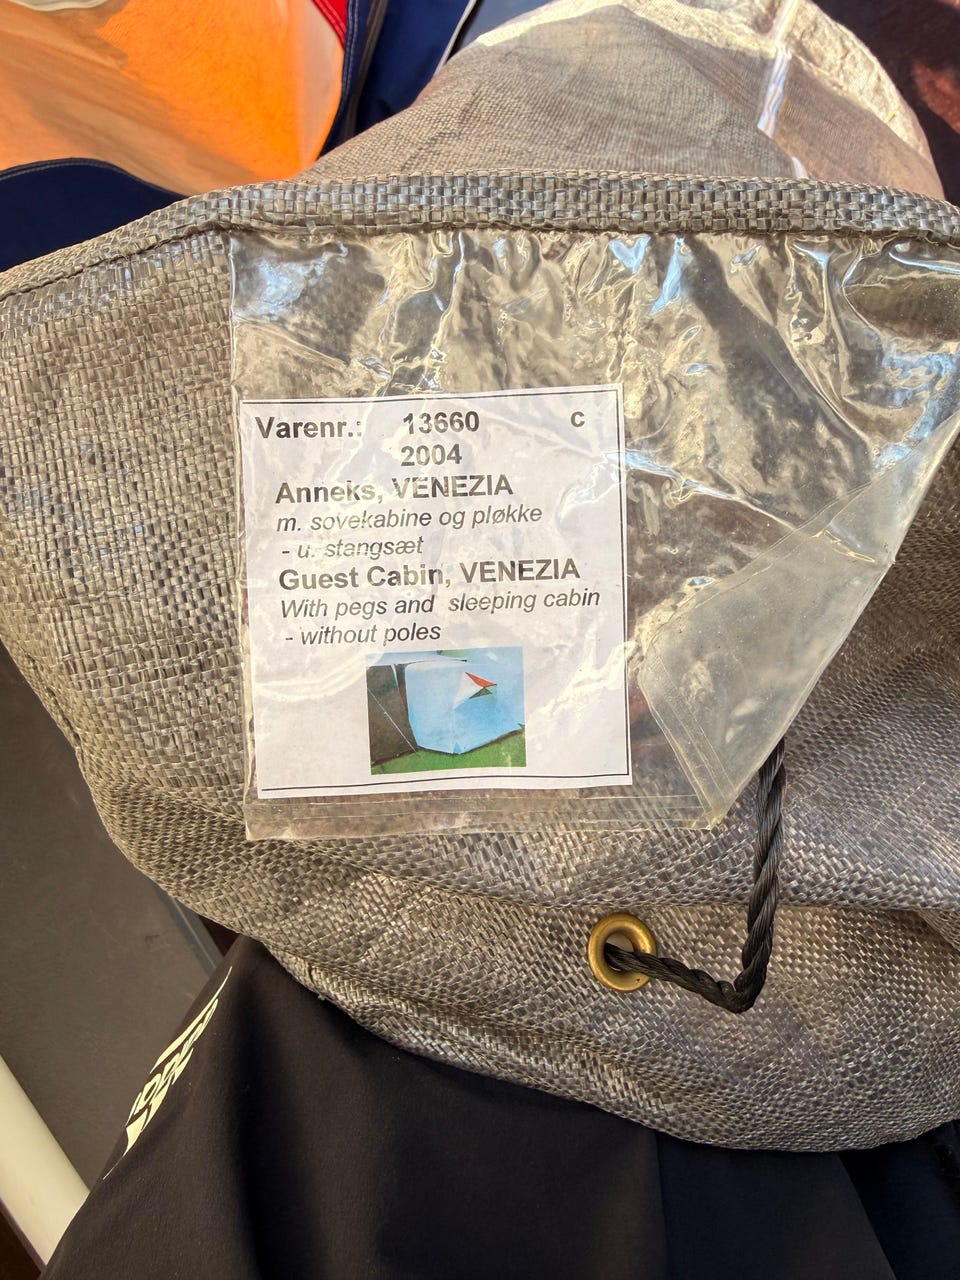 Varenr.: 13660 c
2004
Anneks, VENEZIA
m. sovekabine og pløkke
- u. stangsæt
Guest Cabin, VENEZIA
With pegs and sleeping cabin
- without poles